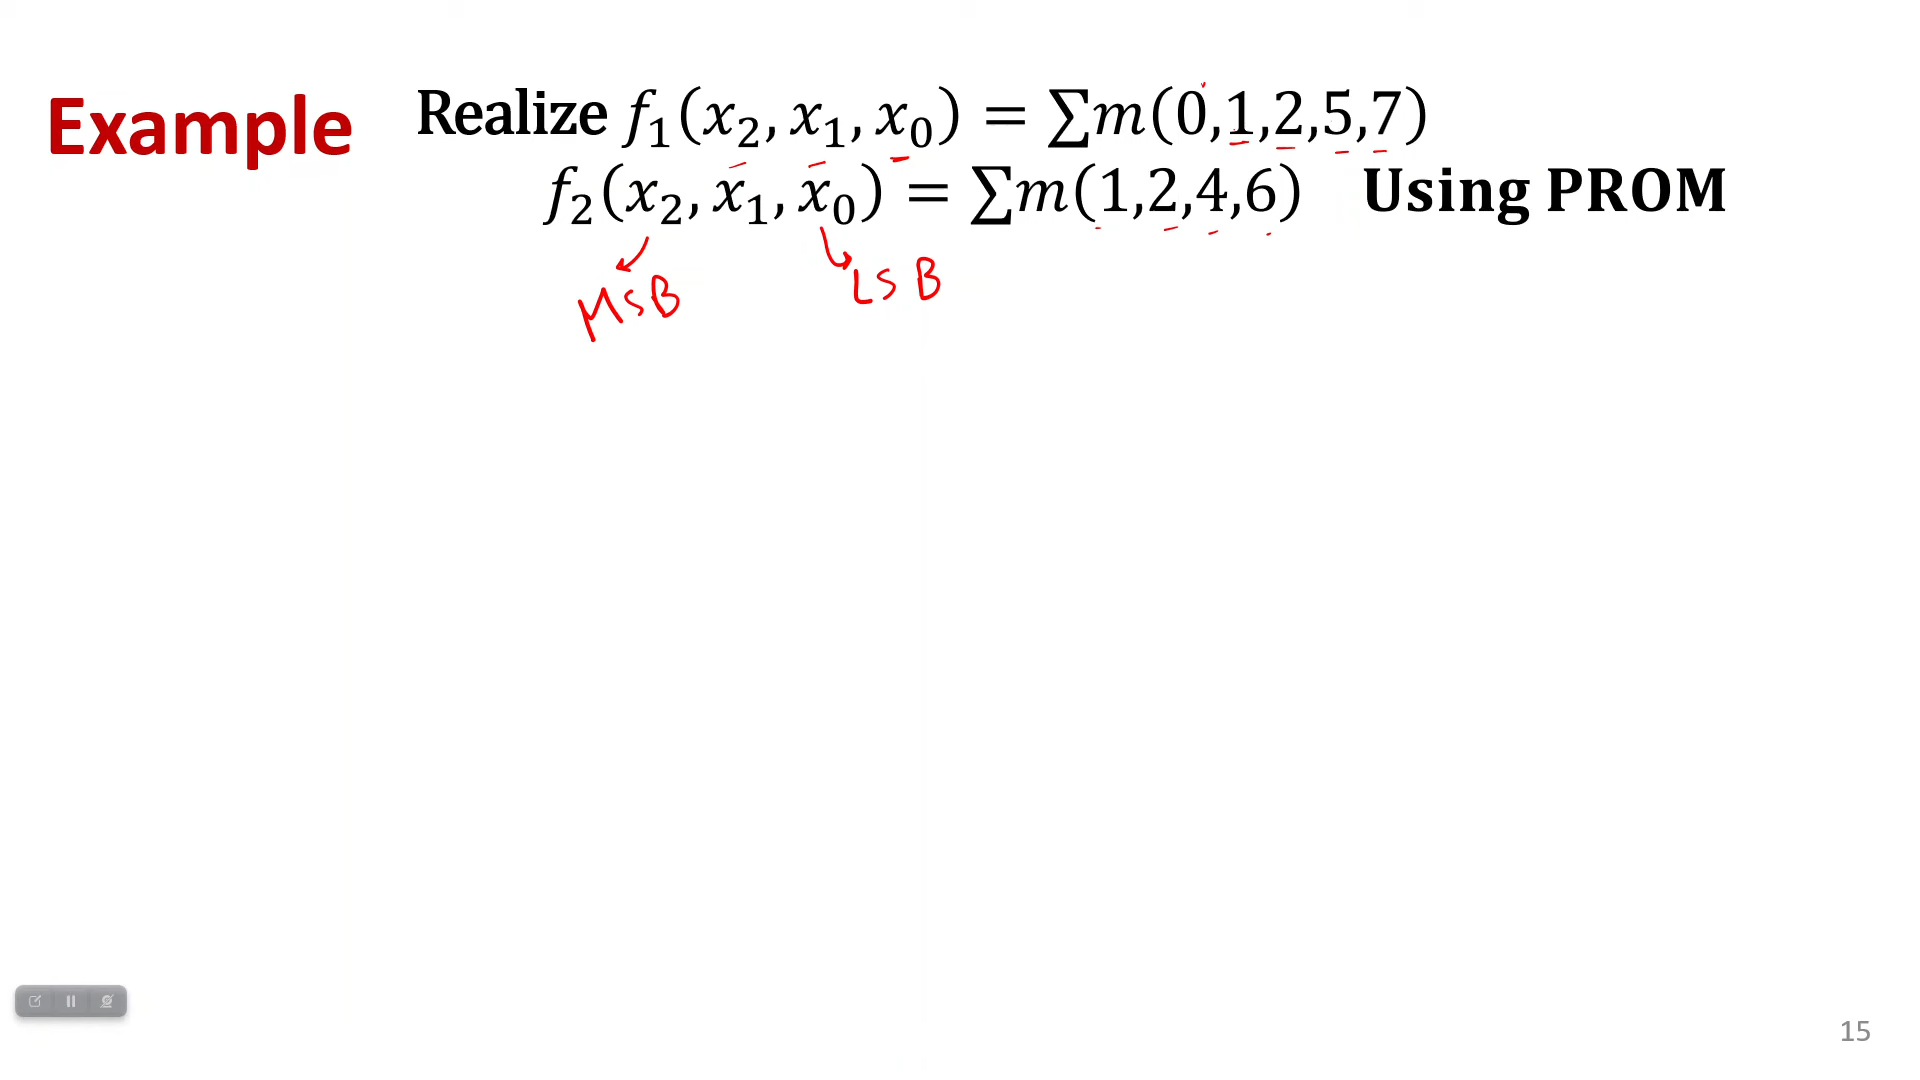 Example
Realize f₁(x₂, x₁, x₀) = ∑m(0,1,2,5,7)
f₂(x₂, x₁, x₀) = ∑m(1,2,4,6) Using PROM
MSB
LSB
15